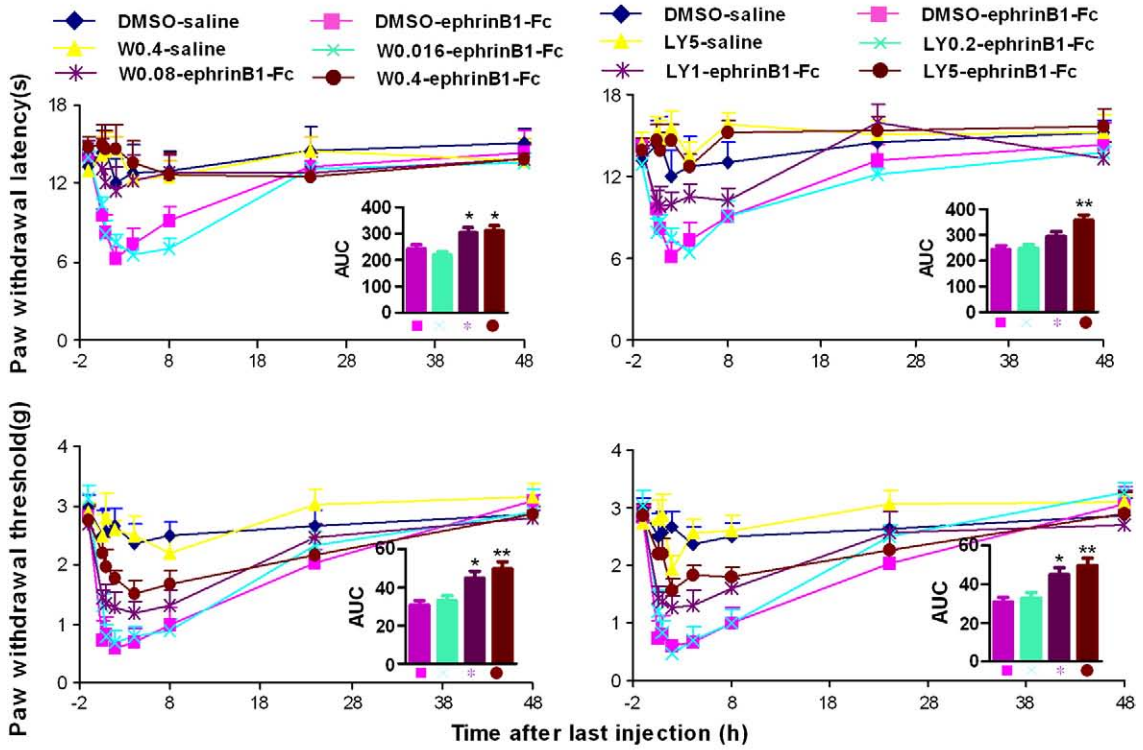 DMSO-saline DMSO-ephrinB1-Fc
W0.4-saline W0.016-ephrinB1-Fc
W0.08-ephrinB1-Fc W0.4-ephrinB1-Fc
DMSO-saline DMSO-ephrinB1-Fc
LY5-saline LY0.2-ephrinB1-Fc
LY1-ephrinB1-Fc LY5-ephrinB1-Fc
Paw withdrawal latency(s)
18
12
6
0
-2 8 18 28 38 48
AUC
400
300
200
100
0
* *
18
12
6
0
-2 8 18 28 38 48
AUC
400
300
200
100
0
**
Paw withdrawal threshold(g)
4
3
2
1
0
-2 8 18 28 38 48
AUC
60
40
20
0
* **
4
3
2
1
0
-2 8 18 28 38 48
AUC
60
40
20
0
* **
Time after last injection (h)